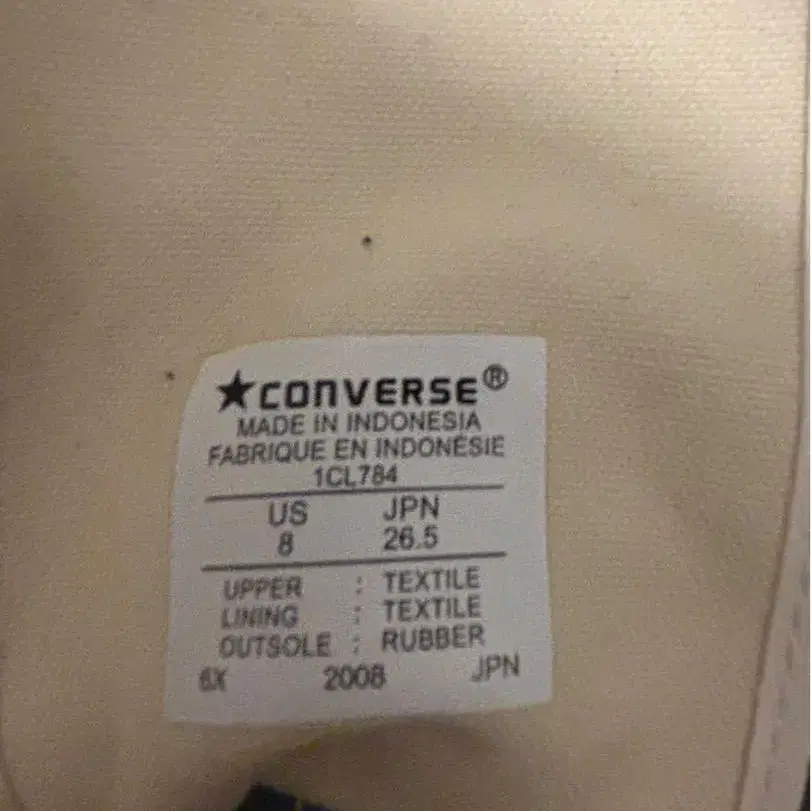 ★CONVERSE®
MADE IN INDONESIA
FABRIQUE EN INDONÉSIE
1CL784
US JPN
8 26.5
UPPER : TEXTILE
LINING : TEXTILE
OUTSOLE : RUBBER
6X 2008 JPN